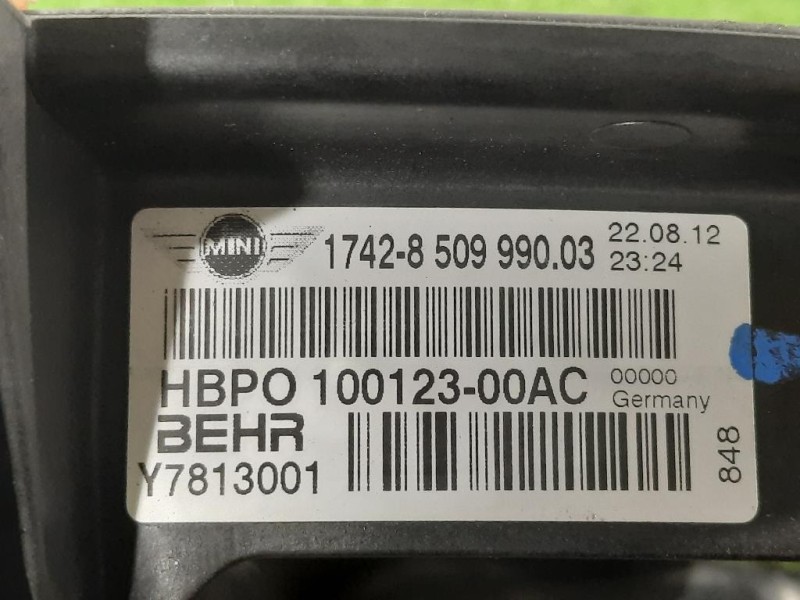 MINI 1742-8 509 990.03 22.08.12
23:24
HBPO 100123-00AC 00000
Germany
BEHR
Y7813001
848